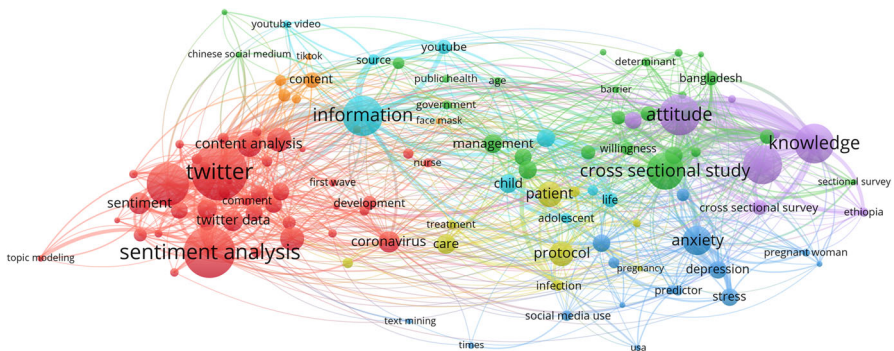 youtube video
chinese social medium
tiktok
source
youtube
content
public health
age
determinant
bangladesh
barrier
information
government
face mask
attitude
content analysis
management
willingness
knowledge
nurse
twitter
first wave
child
cross sectional study
sectional survey
sentiment
comment
development
patient
life
cross sectional survey
ethiopia
twitter data
treatment
adolescent
sentiment analysis
coronavirus
care
protocol
anxiety
pregnant woman
topic modeling
pregnancy
depression
infection
predictor
stress
text mining
social media use
times
usa